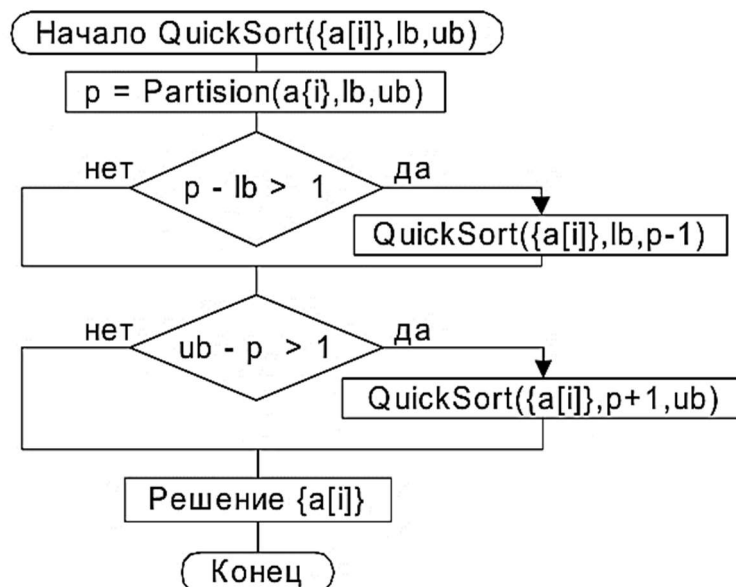 Начало QuickSort({a[i]},lb,ub)
p = Partision(a{i},lb,ub)
нет
да
p - lb > 1
QuickSort({a[i]},lb,p-1)
нет
да
ub - p > 1
QuickSort({a[i]},p+1,ub)
Решение {a[i]}
Конец